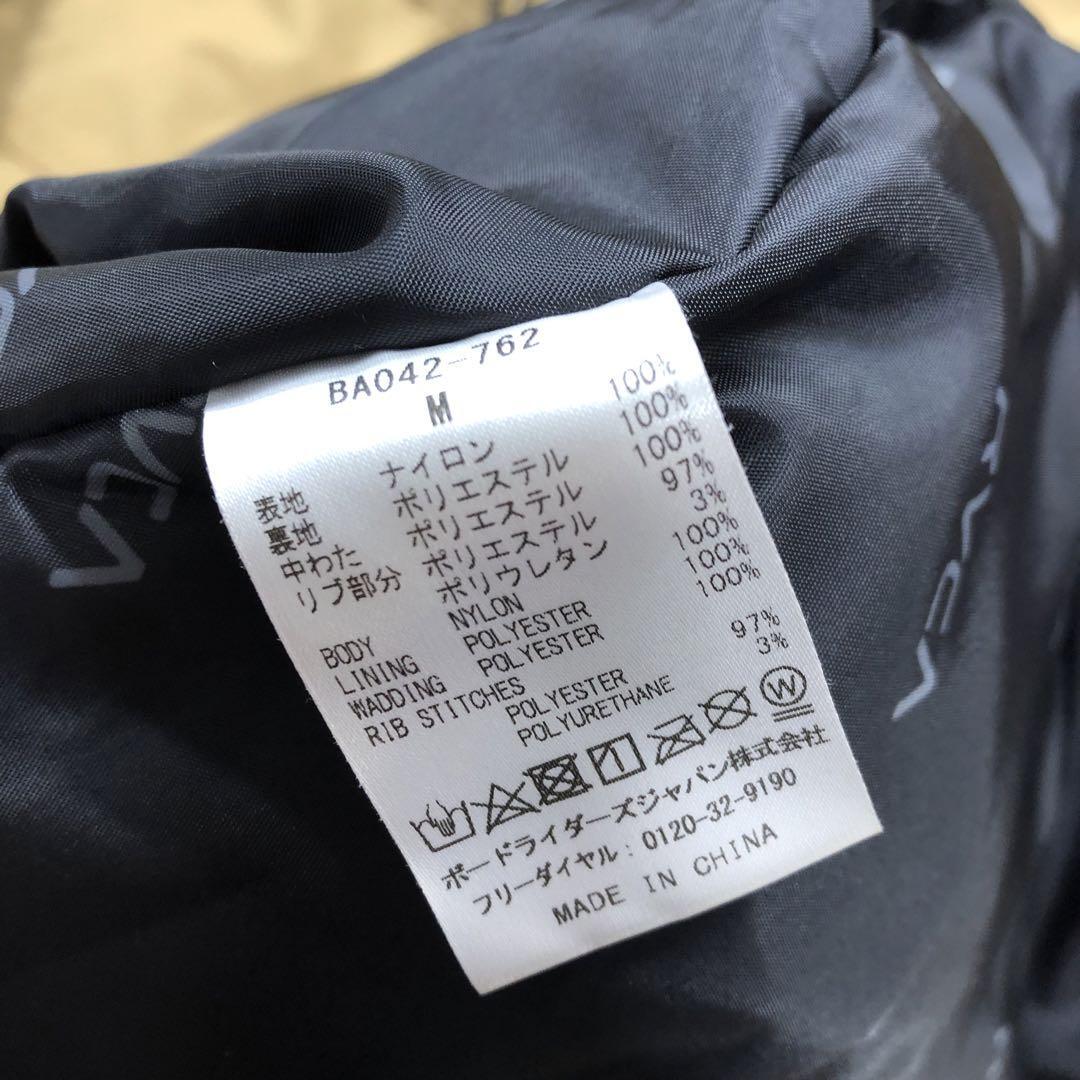 BA042-762
M
表地 ナイロン 100%
裏地 ポリエステル 100%
中わた ポリエステル 100%
リブ部分 ポリエステル 97%
ポリウレタン 3%
BODY NYLON 100%
LINING POLYESTER 100%
WADDING POLYESTER 100%
RIB STITCHES
POLYESTER 97%
POLYURETHANE 3%
W
ボードライダーズジャパン株式会社
フリーダイヤル:0120-32-9190
MADE IN CHINA